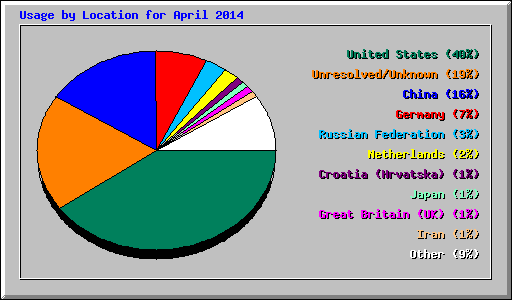 Usage by Location for April 2014
United States (40%)
Unresolved/Unknown (19%)
China (16%)
Germany (7%)
Russian Federation (3%)
Netherlands (2%)
Croatia (Hrvatska) (1%)
Japan (1%)
Great Britain (UK) (1%)
Iran (1%)
Other (9%)